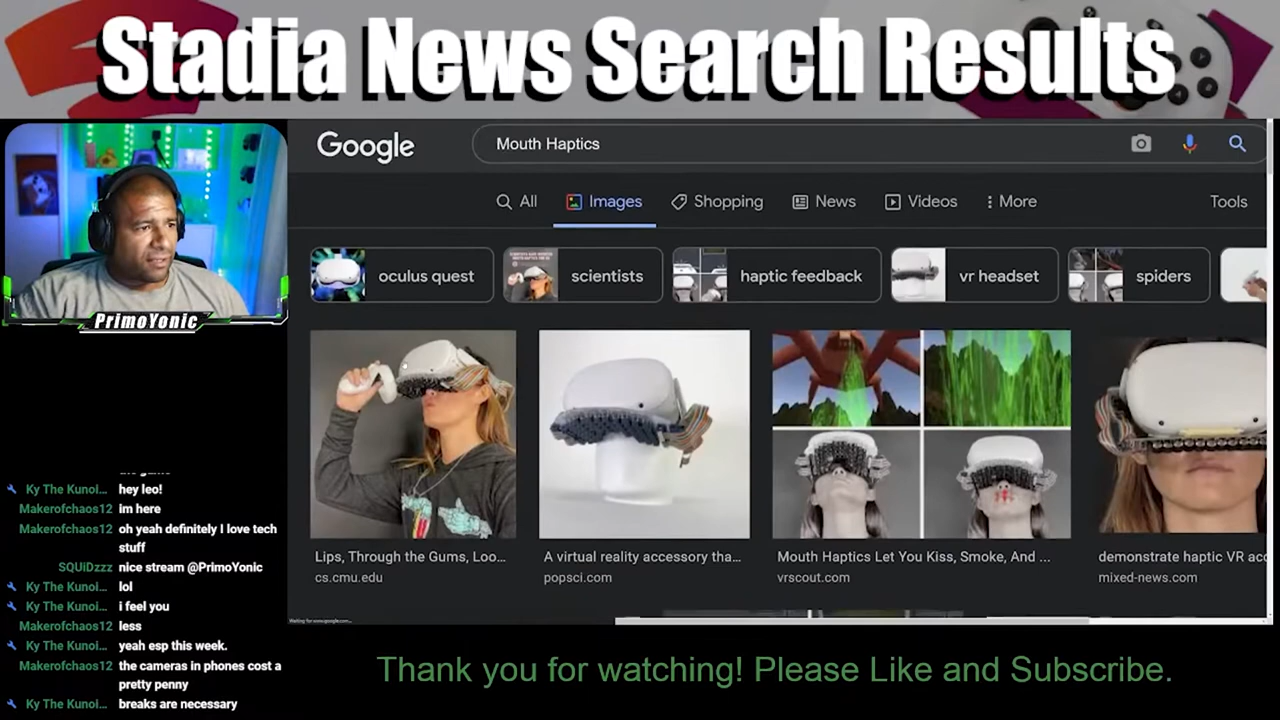 Stadia News Search Results
Google
Mouth Haptics
All
Images
Shopping
News
Videos
More
Tools
oculus quest
scientists
haptic feedback
vr headset
spiders
PrimoYonic
Lips, Through the Gums, Loo...
cs.cmu.edu
A virtual reality accessory tha...
popsci.com
Mouth Haptics Let You Kiss, Smoke, And ...
vrscout.com
demonstrate haptic VR acc
mixed-news.com
Waiting for www.google.com...
Ky The Kunoi... hey leo!
Makerofchaos12 im here
Makerofchaos12 oh yeah definitely I love tech
stuff
SQUiDzzz nice stream @PrimoYonic
Ky The Kunoi... lol
Ky The Kunoi... i feel you
Makerofchaos12 less
Ky The Kunoi... yeah esp this week.
Makerofchaos12 the cameras in phones cost a
pretty penny
Ky The Kunoi... breaks are necessary
Thank you for watching! Please Like and Subscribe.